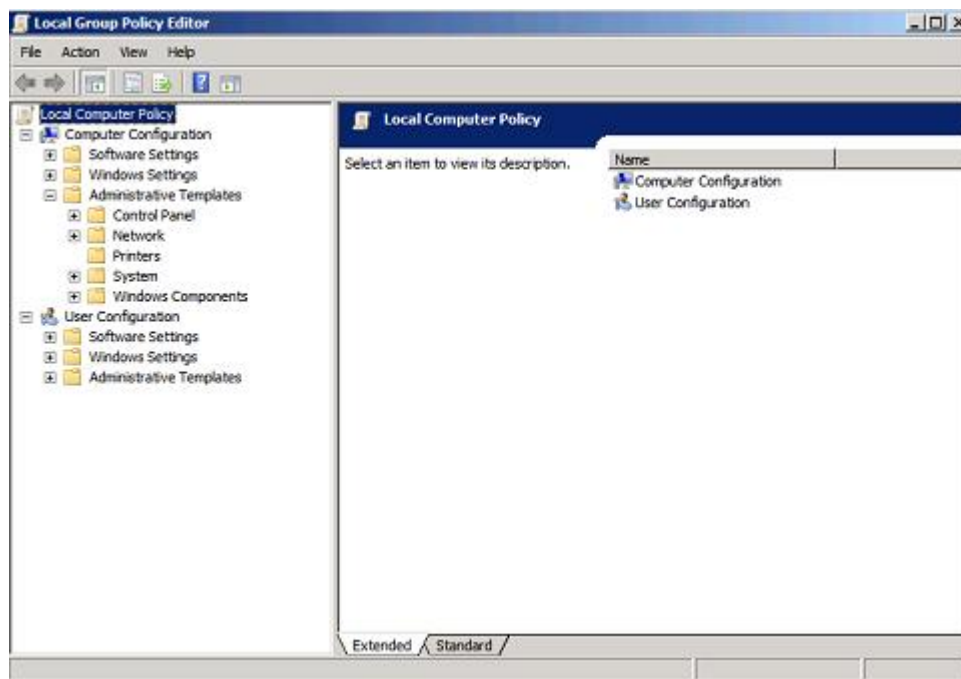 Local Group Policy Editor
File Action View Help
Local Computer Policy
Computer Configuration
Software Settings
Windows Settings
Administrative Templates
Control Panel
Network
Printers
System
Windows Components
User Configuration
Software Settings
Windows Settings
Administrative Templates
Local Computer Policy
Select an item to view its description.
Name
Computer Configuration
User Configuration
Extended Standard